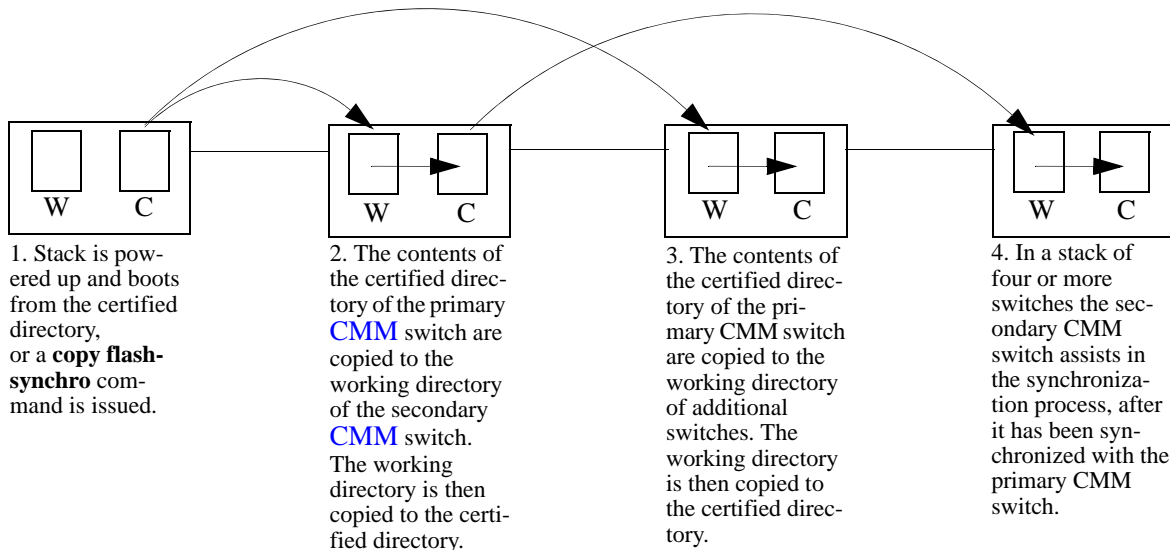 W C
W C
W C
W C
1. Stack is pow-
ered up and boots
from the certified
directory,
or a copy flash-
synchro com-
mand is issued.
2. The contents of
the certified direc-
tory of the primary
CMM switch are
copied to the
working directory
of the secondary
CMM switch.
The working
directory is then
copied to the certi-
fied directory.
3. The contents of
the certified direc-
tory of the pri-
mary CMM switch
are copied to the
working directory
of additional
switches. The
working directory
is then copied to
the certified direc-
tory.
4. In a stack of
four or more
switches the sec-
ondary CMM
switch assists in
the synchroniza-
tion process, after
it has been syn-
chronized with the
primary CMM
switch.